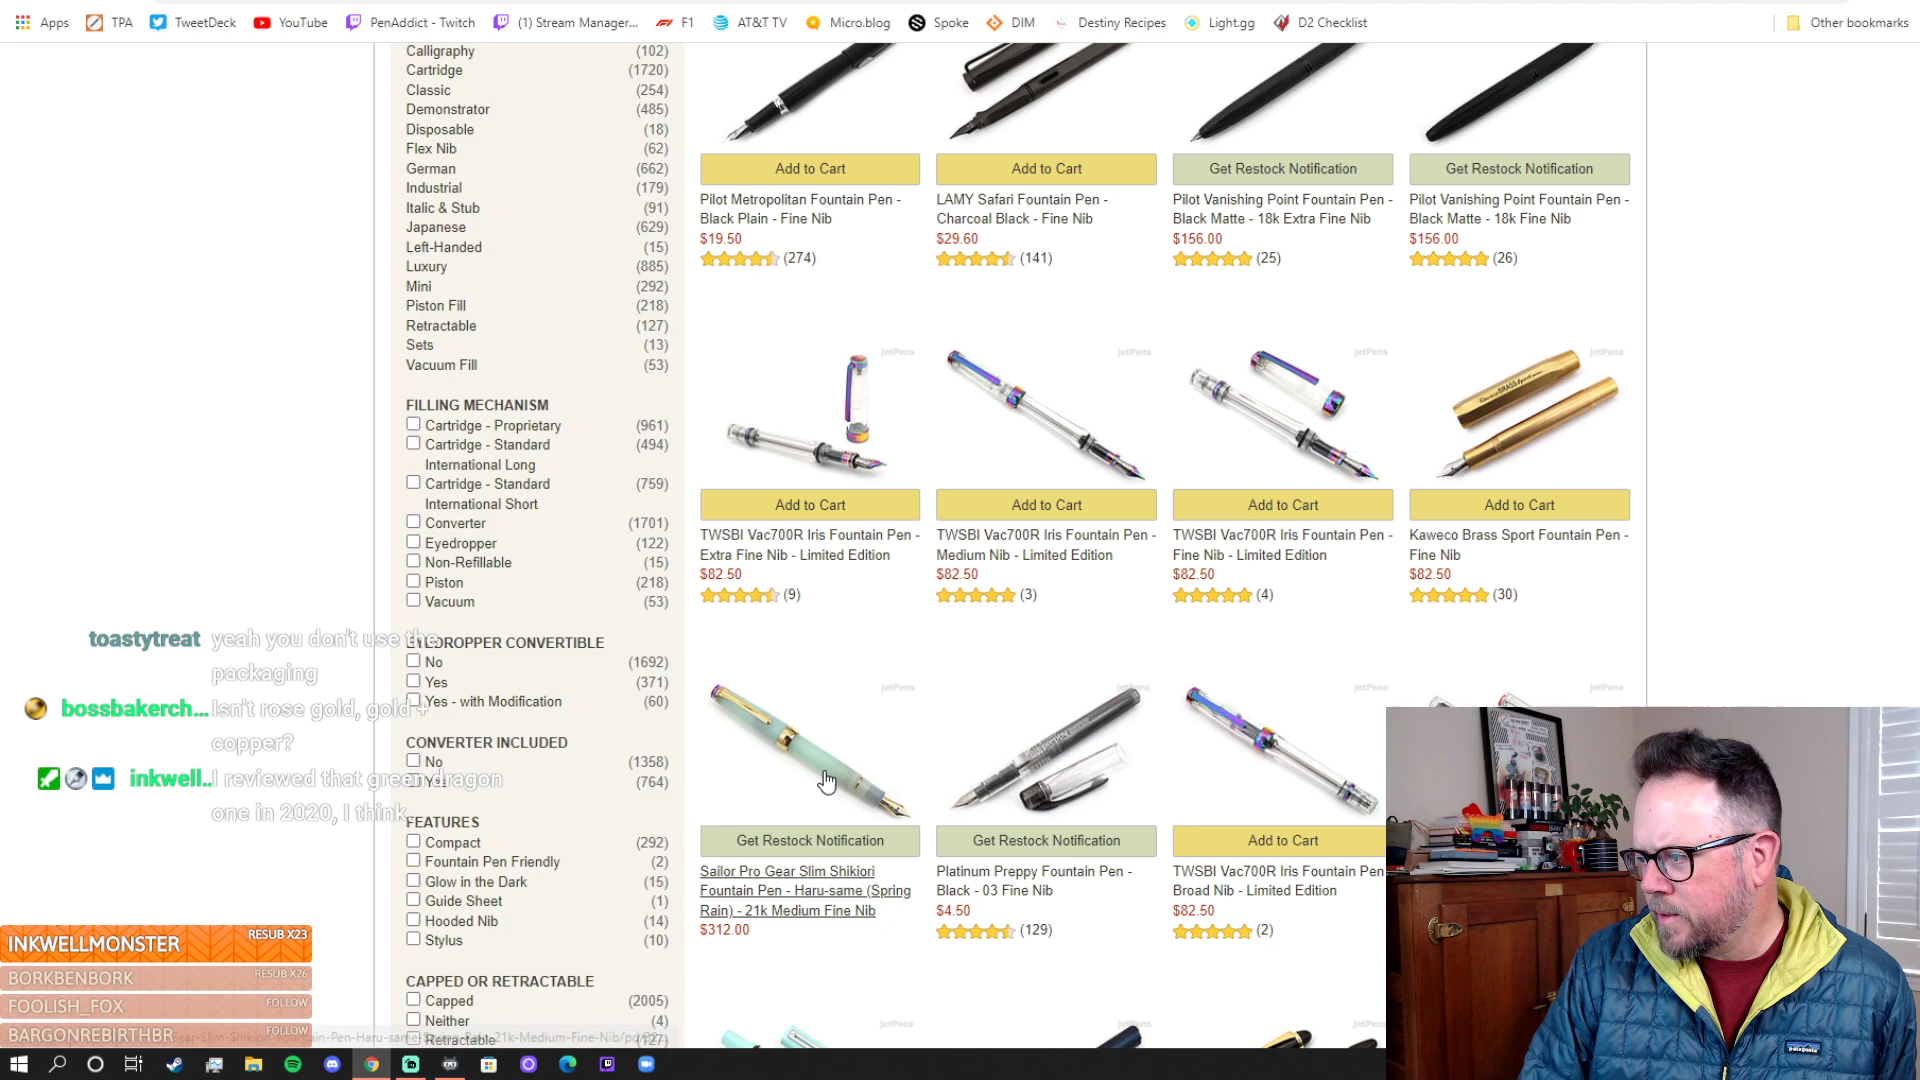 Apps
TPA
TweetDeck
YouTube
PenAddict - Twitch
(1) Stream Manager...
F1
AT&T TV
Micro.blog
Spoke
DIM
Destiny Recipes
Light.gg
D2 Checklist
Other bookmarks
Calligraphy (102)
Cartridge (1720)
Classic (254)
Demonstrator (485)
Disposable (18)
Flex Nib (62)
German (662)
Industrial (179)
Italic & Stub (91)
Japanese (629)
Left-Handed (15)
Luxury (885)
Mini (292)
Piston Fill (218)
Retractable (127)
Sets (13)
Vacuum Fill (53)
FILLING MECHANISM
Cartridge - Proprietary (961)
Cartridge - Standard (494)
International Long
Cartridge - Standard (759)
International Short
Converter (1701)
Eyedropper (122)
Non-Refillable (15)
Piston (218)
Vacuum (53)
EYEDROPPER CONVERTIBLE
No (1692)
Yes (371)
Yes - with Modification (60)
CONVERTER INCLUDED
No (1358)
Yes (764)
FEATURES
Compact (292)
Fountain Pen Friendly (2)
Glow in the Dark (15)
Guide Sheet (1)
Hooded Nib (14)
Stylus (10)
CAPPED OR RETRACTABLE
Capped (2005)
Neither (4)
Retractable (127)
Add to Cart
Pilot Metropolitan Fountain Pen -
Black Plain - Fine Nib
$19.50
(274)
Add to Cart
LAMY Safari Fountain Pen -
Charcoal Black - Fine Nib
$29.60
(141)
Get Restock Notification
Pilot Vanishing Point Fountain Pen -
Black Matte - 18k Extra Fine Nib
$156.00
(25)
Get Restock Notification
Pilot Vanishing Point Fountain Pen -
Black Matte - 18k Fine Nib
$156.00
(26)
JetPens
Add to Cart
TWSBI Vac700R Iris Fountain Pen -
Extra Fine Nib - Limited Edition
$82.50
(9)
JetPens
Add to Cart
TWSBI Vac700R Iris Fountain Pen -
Medium Nib - Limited Edition
$82.50
(3)
JetPens
Add to Cart
TWSBI Vac700R Iris Fountain Pen -
Fine Nib - Limited Edition
$82.50
(4)
JetPens
Add to Cart
Kaweco Brass Sport Fountain Pen -
Fine Nib
$82.50
(30)
JetPens
Get Restock Notification
Sailor Pro Gear Slim Shikiori
Fountain Pen - Haru-same (Spring
Rain) - 21k Medium Fine Nib
$312.00
JetPens
Get Restock Notification
Platinum Preppy Fountain Pen -
Black - 03 Fine Nib
$4.50
(129)
JetPens
Add to Cart
TWSBI Vac700R Iris Fountain Pen
Broad Nib - Limited Edition
$82.50
(2)
JetPens
JetPens
JetPens
JetPens
toastytreat yeah you don't use the
packaging
bossbakerch... Isn't rose gold, gold +
copper?
inkwell.. I reviewed that green dragon
one in 2020, I think
INKWELLMONSTER RESUB X23
BORKBENBORK RESUB X26
FOOLISH_FOX FOLLOW
BARGONREBIRTHBR FOLLOW
patagonia